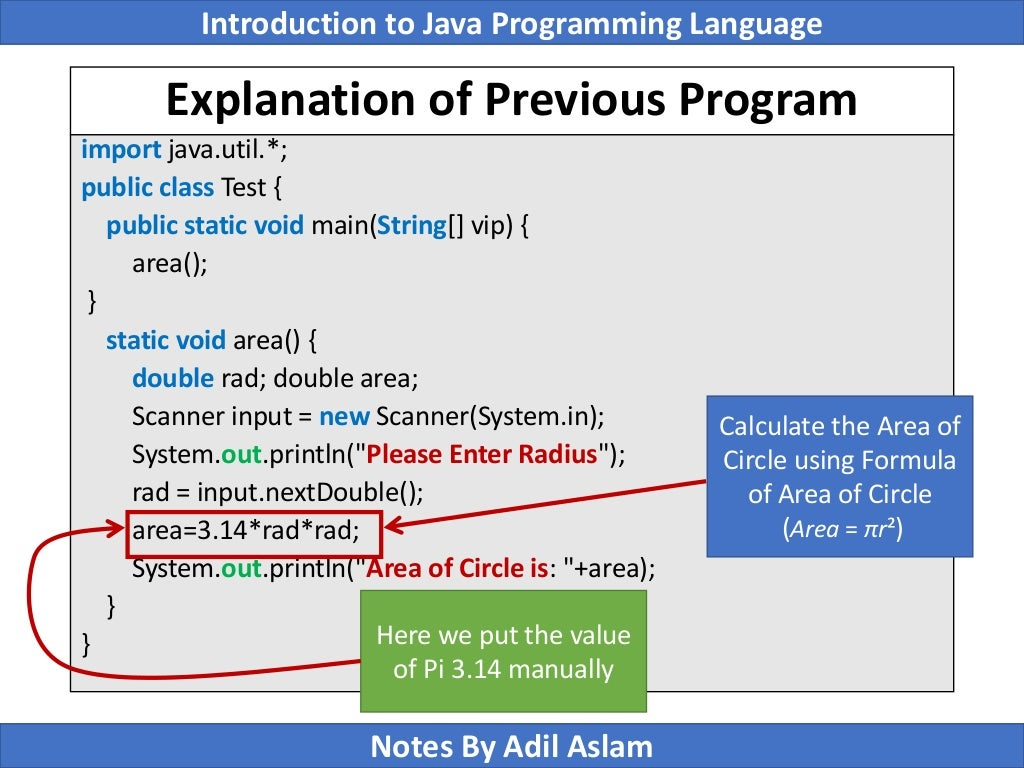 Introduction to Java Programming Language
Explanation of Previous Program
import java.util.*;
public class Test {
public static void main(String[] vip) {
area();
}
static void area() {
double rad; double area;
Scanner input = new Scanner(System.in);
System.out.println("Please Enter Radius");
rad = input.nextDouble();
area=3.14*rad*rad;
System.out.println("Area of Circle is: "+area);
}
}
Calculate the Area of
Circle using Formula
of Area of Circle
(Area = πr²)
Here we put the value
of Pi 3.14 manually
Notes By Adil Aslam